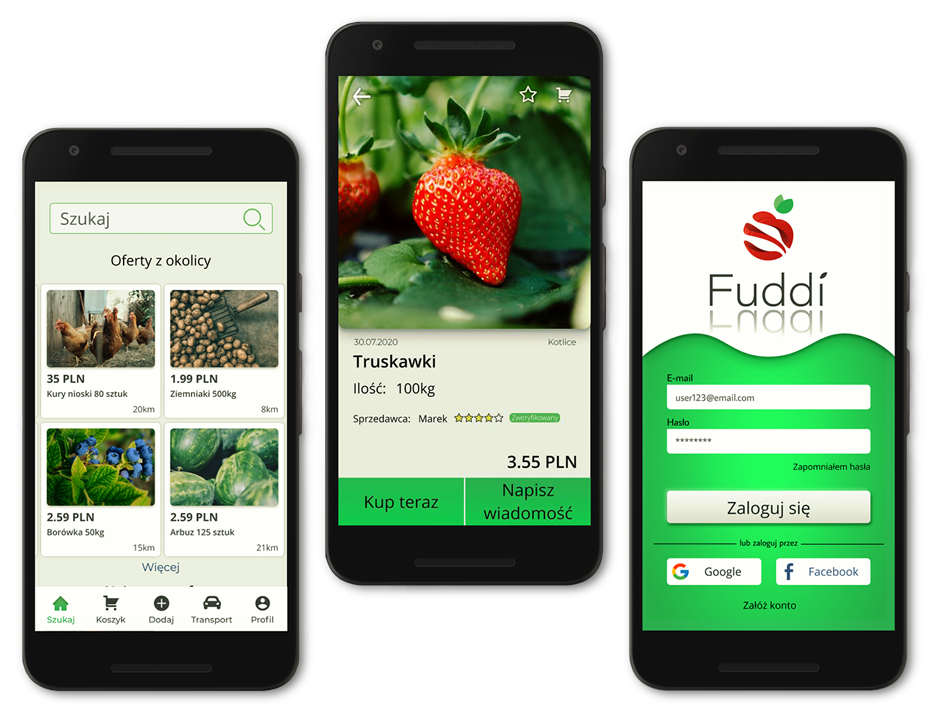 Szukaj
Oferty z okolicy
35 PLN
Kury nioski 80 sztuk
20km
1.99 PLN
Ziemniaki 500kg
8km
2.59 PLN
Borówka 50kg
15km
2.59 PLN
Arbuz 125 sztuk
21km
Więcej
Szukaj
Koszyk
Dodaj
Transport
Profil
30.07.2020
Kotlice
Truskawki
Ilość: 100kg
Sprzedawca: Marek
Zweryfikowany
3.55 PLN
Kup teraz
Napisz
wiadomość
Fuddí
E-mail
user123@email.com
Hasło
********
Zapomniałem hasła
Zaloguj się
lub zaloguj przez
Google
Facebook
Załóż konto